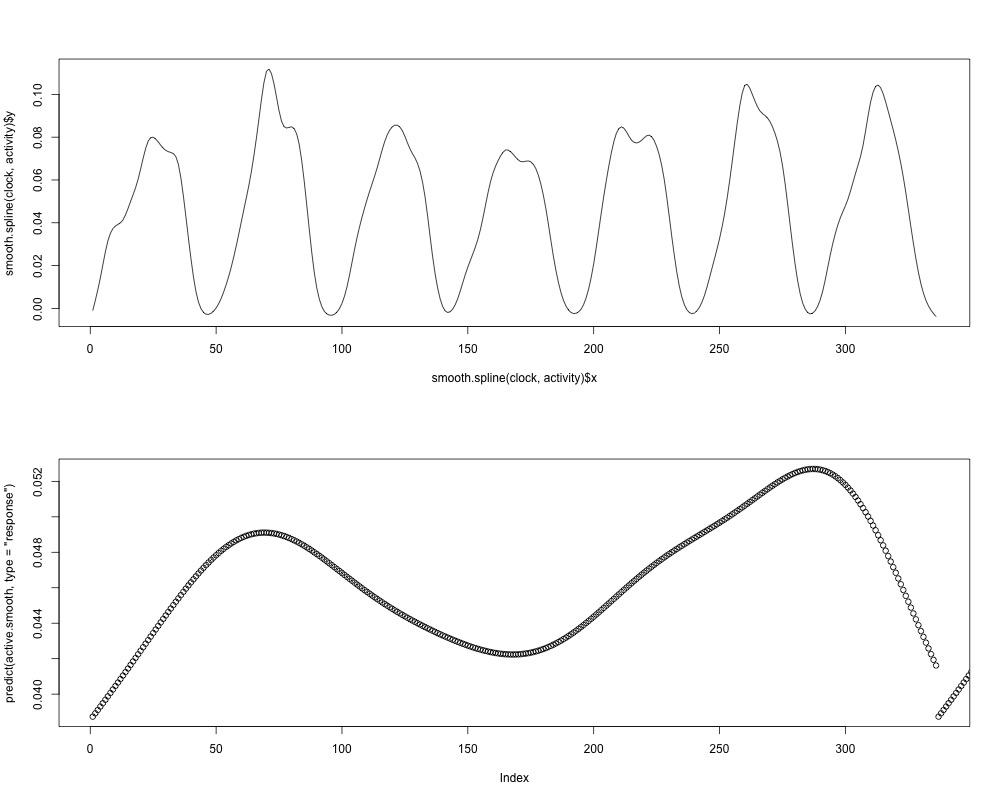 smooth.spline(clock, activity)$y
0.00 0.02 0.04 0.06 0.08 0.10
0 50 100 150 200 250 300
smooth.spline(clock, activity)$x
predict(active.smooth, type = "response")
0.040 0.044 0.048 0.052
0 50 100 150 200 250 300
Index